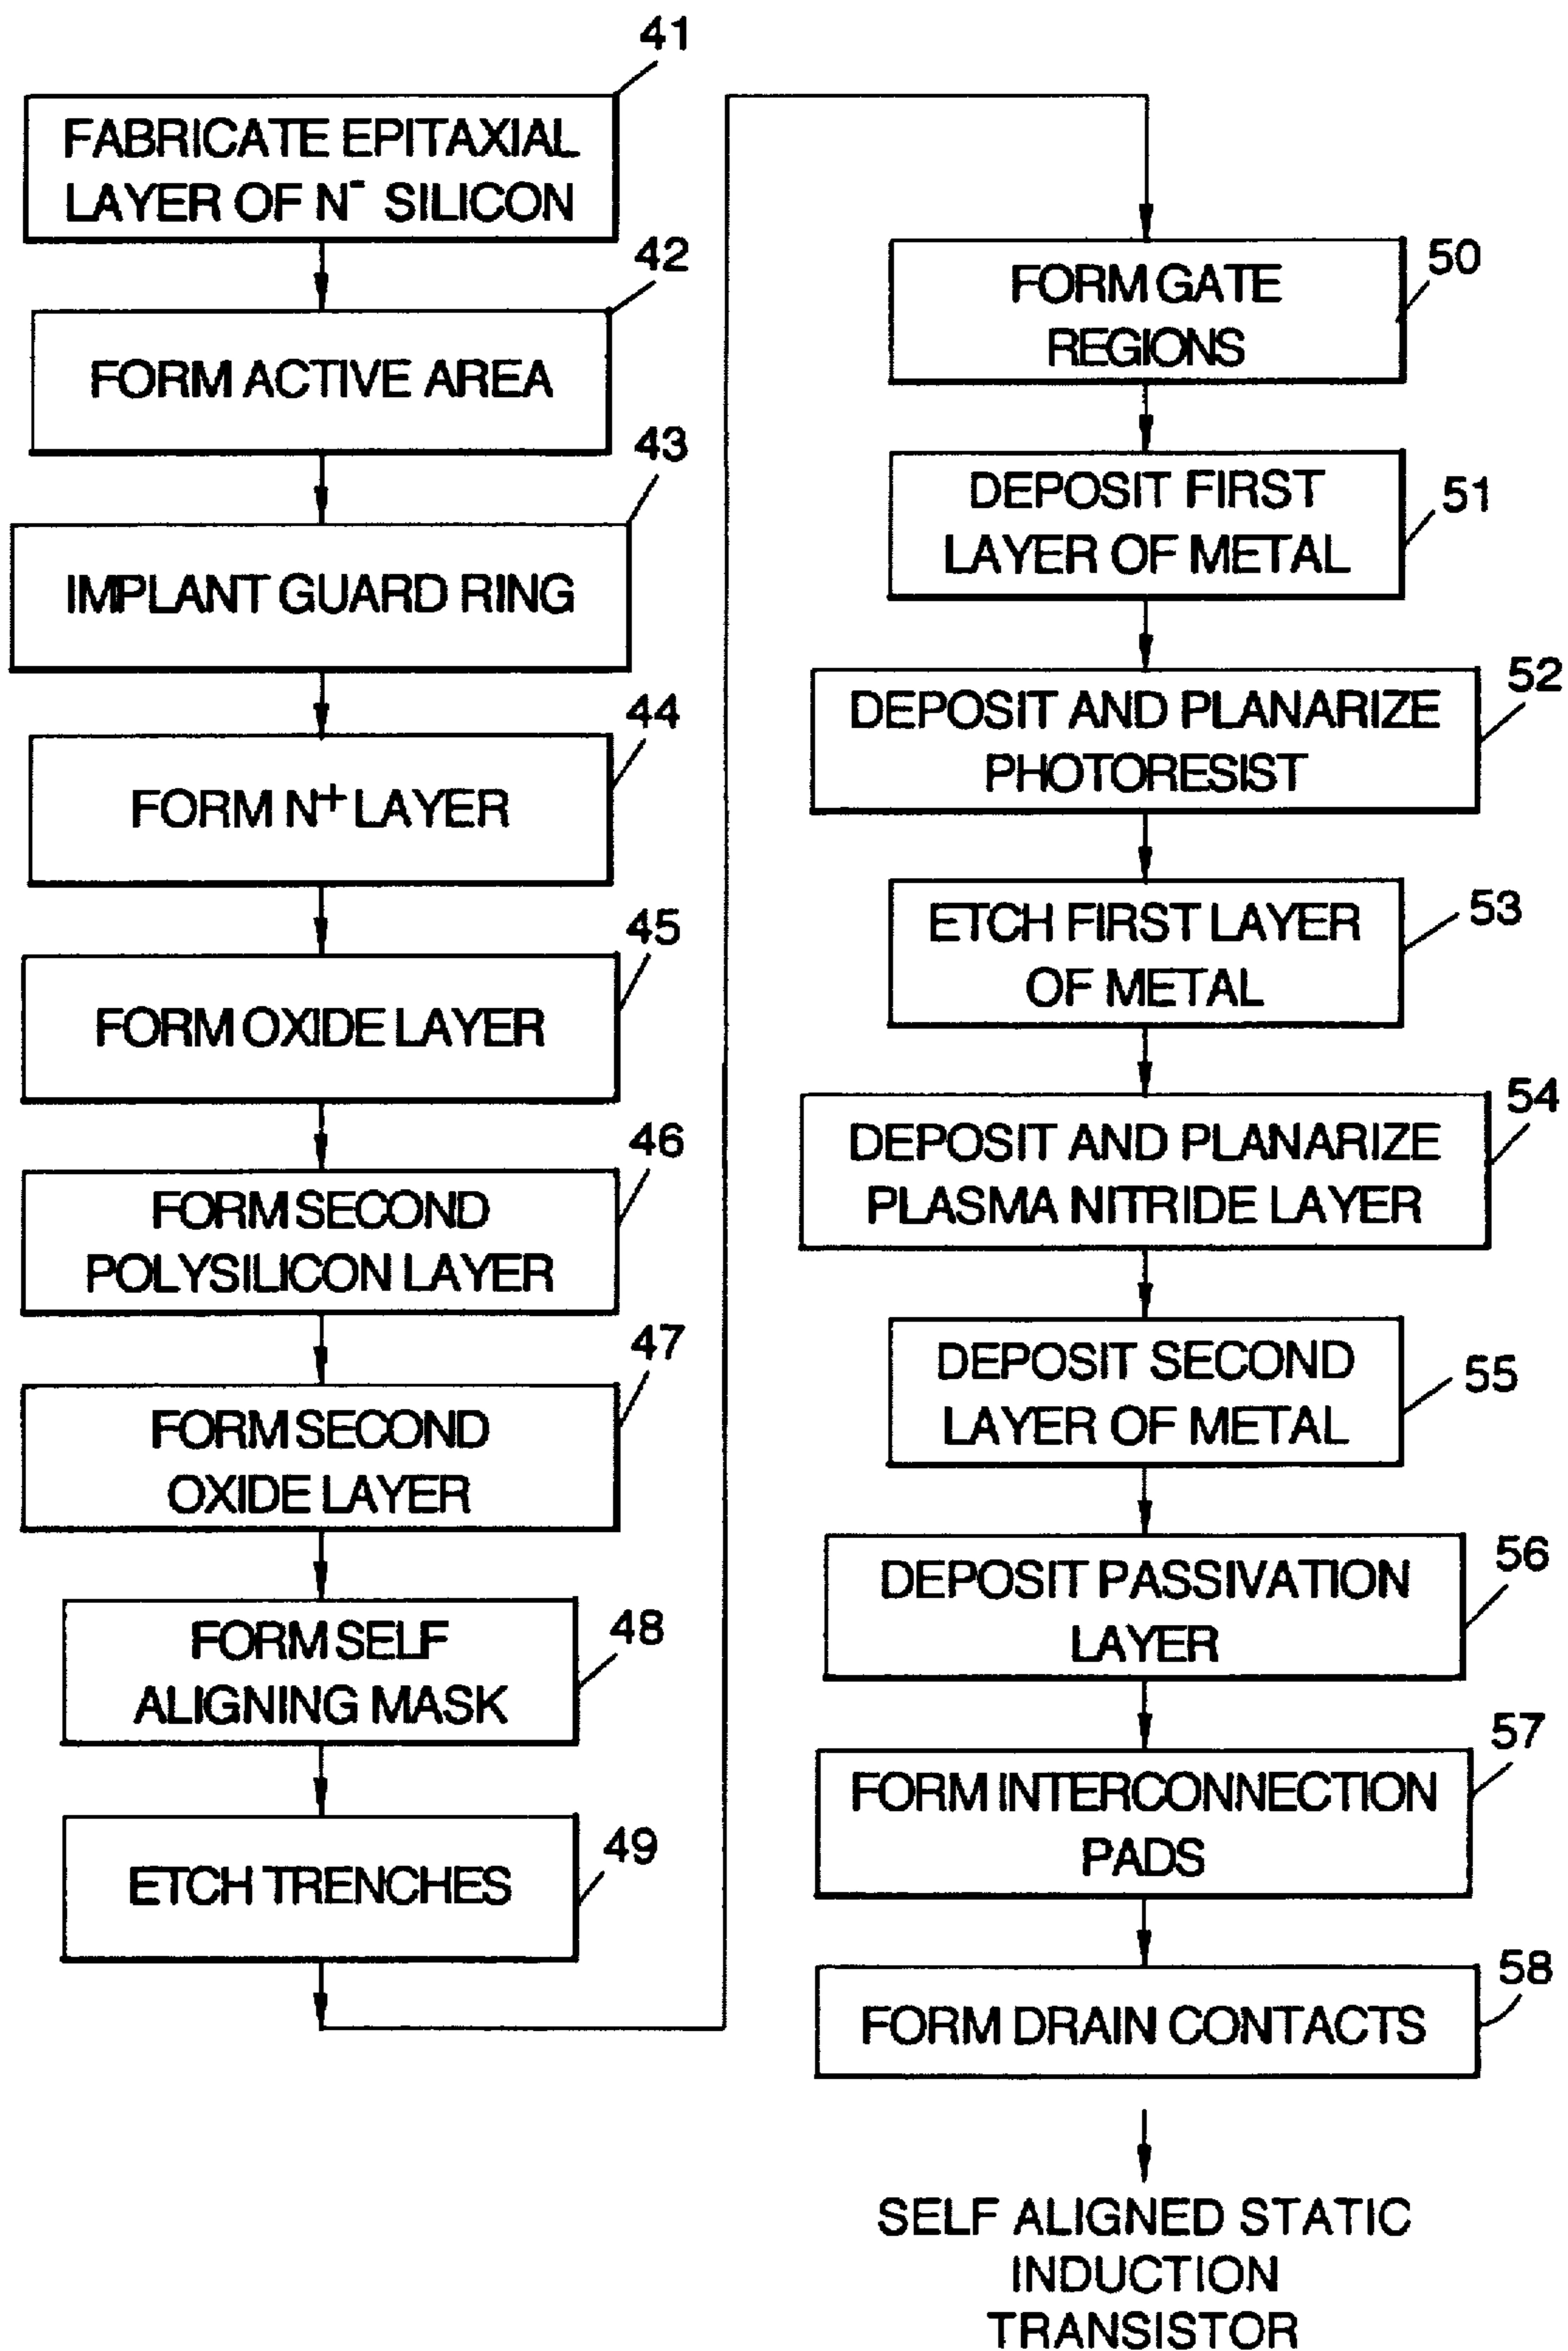 41
FABRICATE EPITAXIAL
LAYER OF N⁻ SILICON
42
FORM ACTIVE AREA
43
IMPLANT GUARD RING
44
FORM N⁺ LAYER
45
FORM OXIDE LAYER
46
FORM SECOND
POLYSILICON LAYER
47
FORM SECOND
OXIDE LAYER
48
FORM SELF
ALIGNING MASK
49
ETCH TRENCHES
50
FORM GATE
REGIONS
51
DEPOSIT FIRST
LAYER OF METAL
52
DEPOSIT AND PLANARIZE
PHOTORESIST
53
ETCH FIRST LAYER
OF METAL
54
DEPOSIT AND PLANARIZE
PLASMA NITRIDE LAYER
55
DEPOSIT SECOND
LAYER OF METAL
56
DEPOSIT PASSIVATION
LAYER
57
FORM INTERCONNECTION
PADS
58
FORM DRAIN CONTACTS
SELF ALIGNED STATIC
INDUCTION
TRANSISTOR